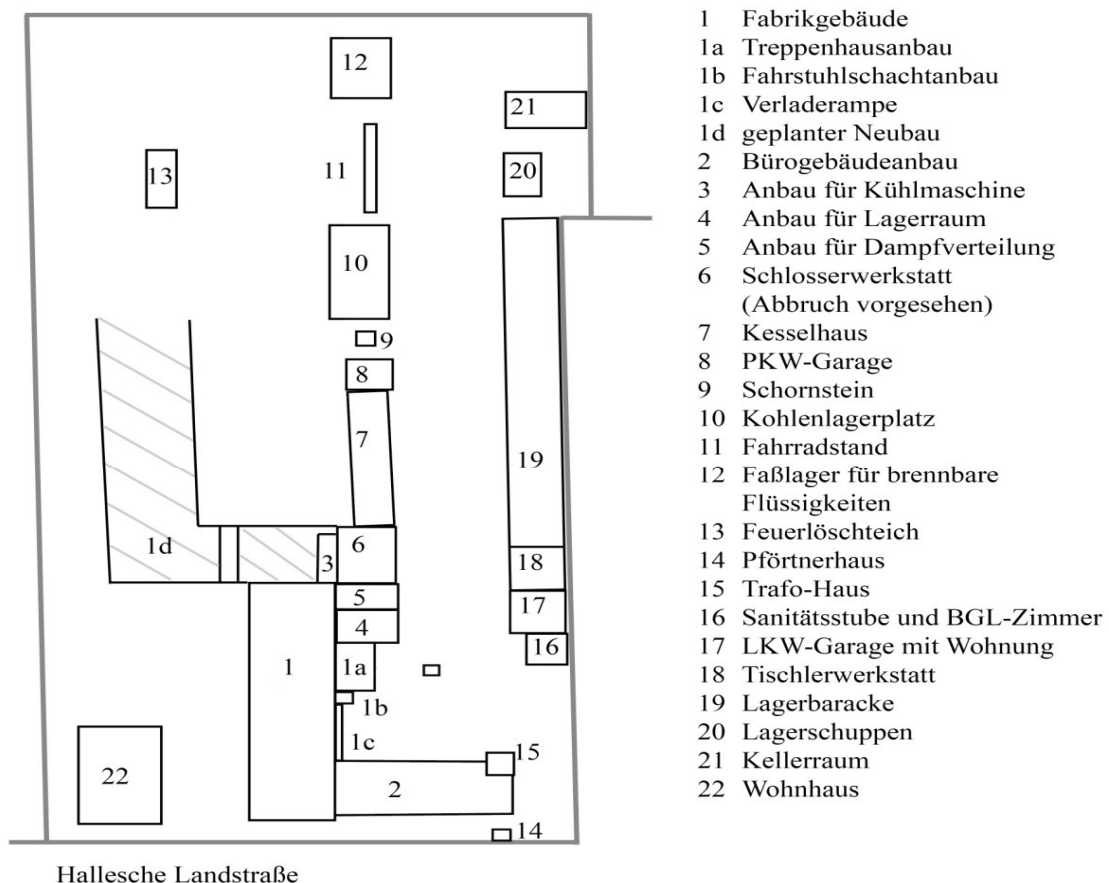 12
21
11
13
20
10
9
8
7
19
1d
3
6
18
5
17
4
16
1
1a
1b
1c
15
22
2
14
Hallesche Landstraße
1 Fabrikgebäude
1a Treppenhausanbau
1b Fahrstuhlschachtanbau
1c Verladerampe
1d geplanter Neubau
2 Bürogebäudeanbau
3 Anbau für Kühlmaschine
4 Anbau für Lagerraum
5 Anbau für Dampfverteilung
6 Schlosserwerkstatt
(Abbruch vorgesehen)
7 Kesselhaus
8 PKW-Garage
9 Schornstein
10 Kohlenlagerplatz
11 Fahrradstand
12 Faßlager für brennbare
Flüssigkeiten
13 Feuerlöschteich
14 Pförtnerhaus
15 Trafo-Haus
16 Sanitätsstube und BGL-Zimmer
17 LKW-Garage mit Wohnung
18 Tischlerwerkstatt
19 Lagerbaracke
20 Lagerschuppen
21 Kellerraum
22 Wohnhaus